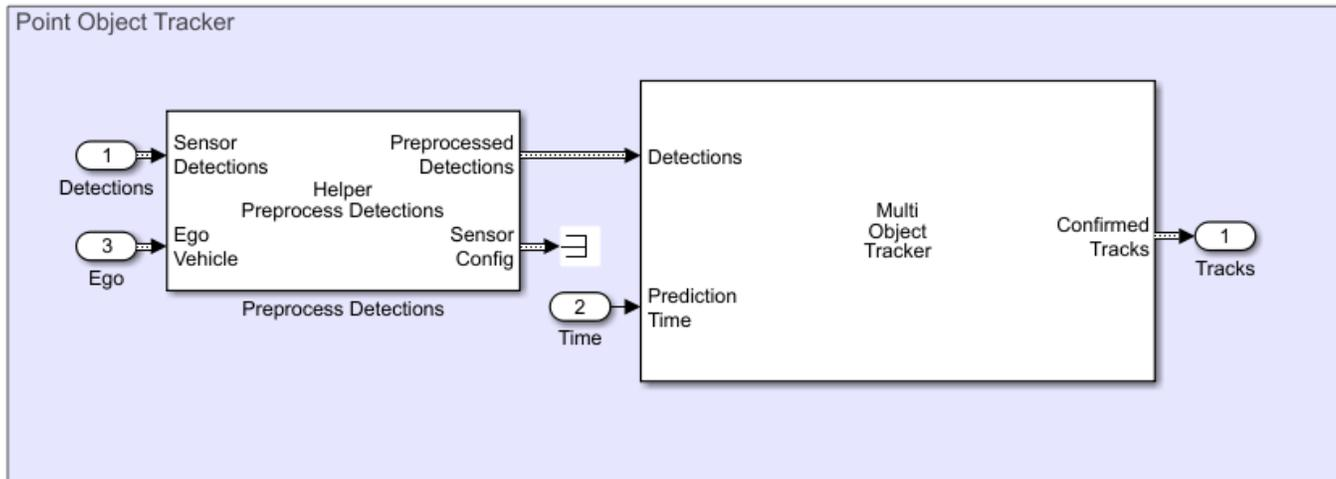 Point Object Tracker
1
Detections
3
Ego
Sensor
Detections
Ego
Vehicle
Helper
Preprocess Detections
Preprocessed
Detections
Sensor
Config
Preprocess Detections
2
Time
Detections
Prediction
Time
Multi
Object
Tracker
Confirmed
Tracks
1
Tracks